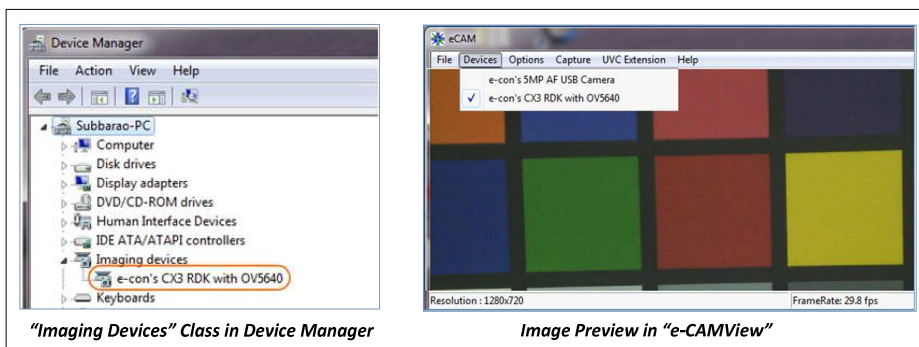 Device Manager
File Action View Help
Subbarao-PC
Computer
Disk drives
Display adapters
DVD/CD-ROM drives
Human Interface Devices
IDE ATA/ATAPI controllers
Imaging devices
e-con's CX3 RDK with OV5640
Keyboards
"Imaging Devices" Class in Device Manager
eCAM
File Devices Options Capture UVC Extension Help
e-con's 5MP AF USB Camera
e-con's CX3 RDK with OV5640
Resolution : 1280x720
FrameRate: 29.8 fps
Image Preview in "e-CAMView"